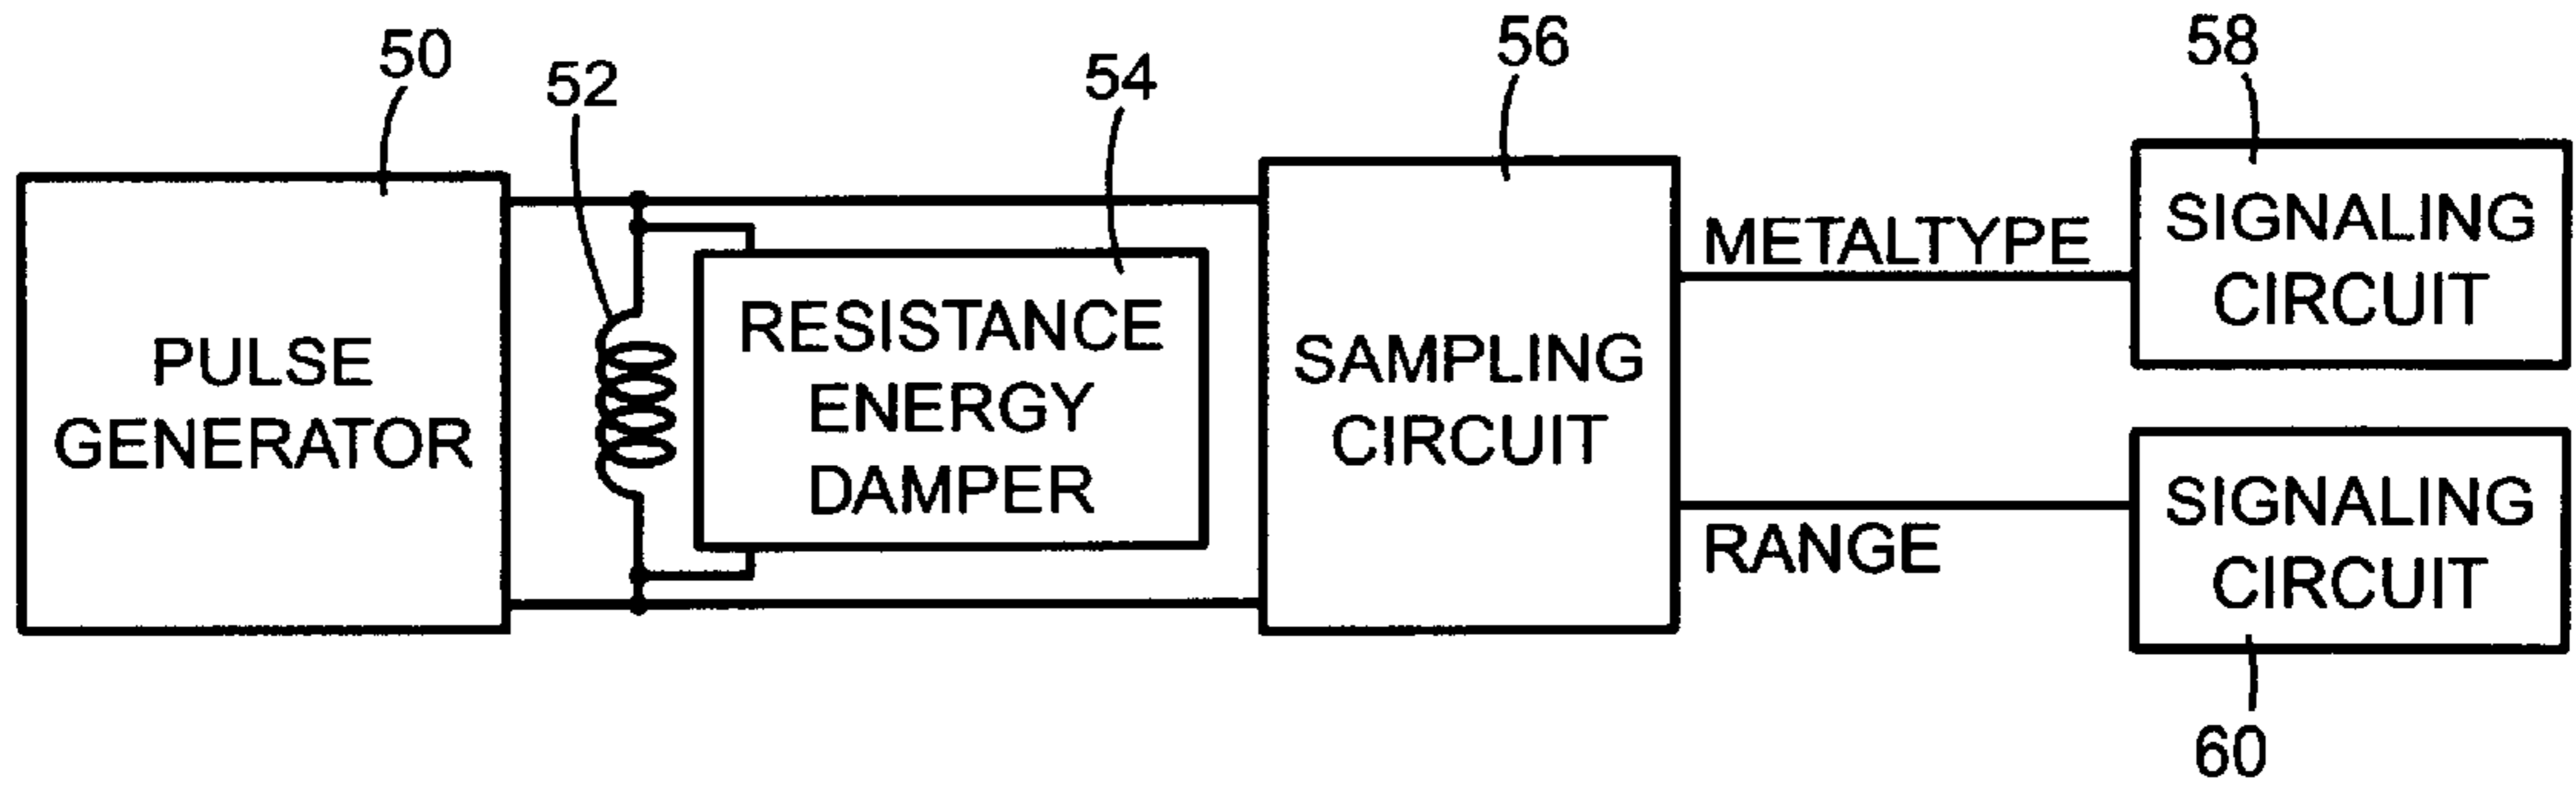 50
52
54
56
58
PULSE
GENERATOR
RESISTANCE
ENERGY
DAMPER
SAMPLING
CIRCUIT
METALTYPE
RANGE
SIGNALING
CIRCUIT
SIGNALING
CIRCUIT
60